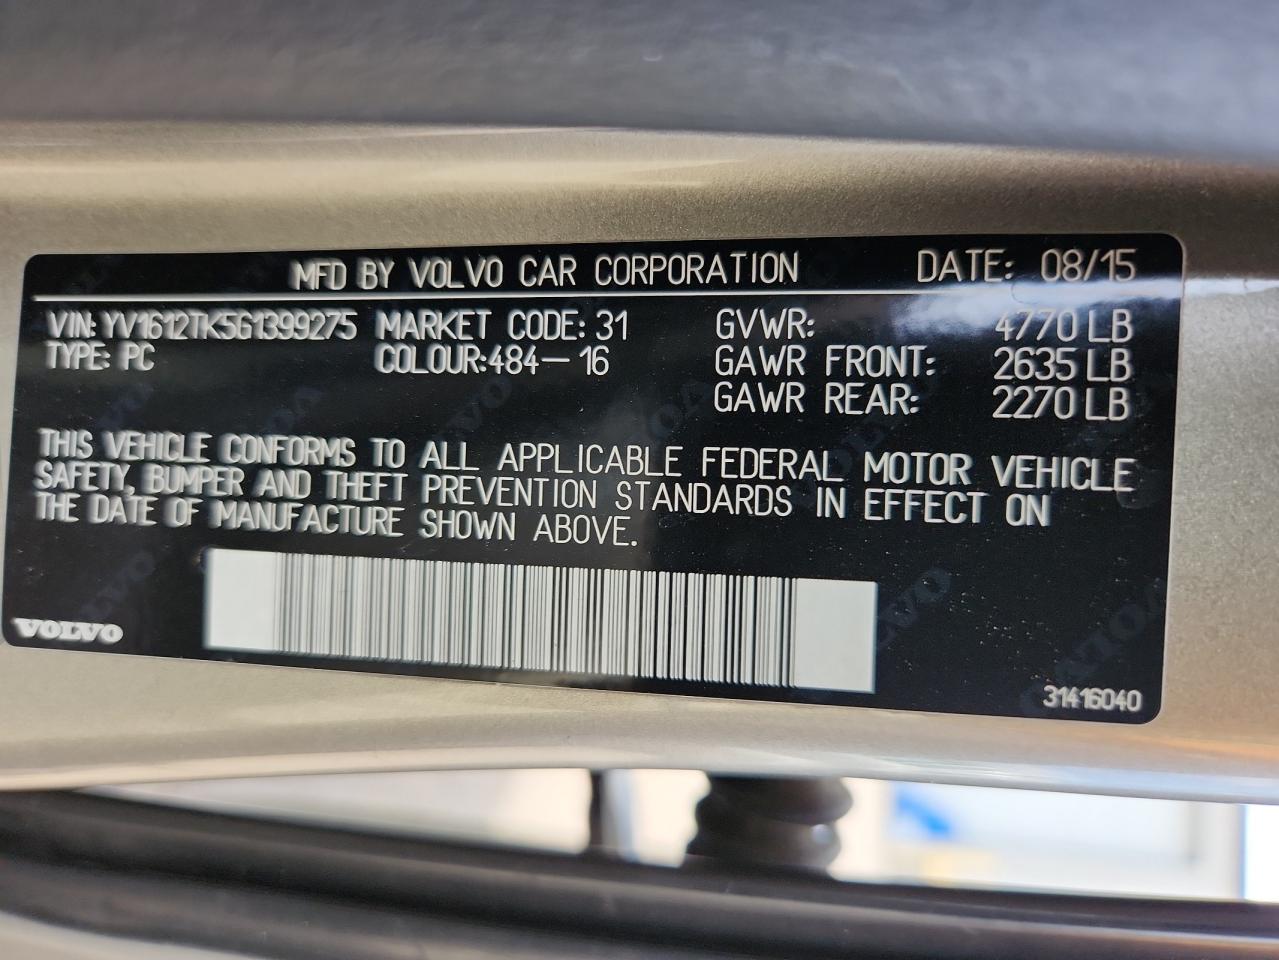 MFD BY VOLVO CAR CORPORATION DATE: 08/15
VIN: YV1612TK5G1399275 MARKET CODE: 31 GVWR: 4770 LB
TYPE: PC COLOUR:484-16 GAWR FRONT: 2635 LB
GAWR REAR: 2270 LB
THIS VEHICLE CONFORMS TO ALL APPLICABLE FEDERAL MOTOR VEHICLE
SAFETY, BUMPER AND THEFT PREVENTION STANDARDS IN EFFECT ON
THE DATE OF MANUFACTURE SHOWN ABOVE.
VOLVO
31416040